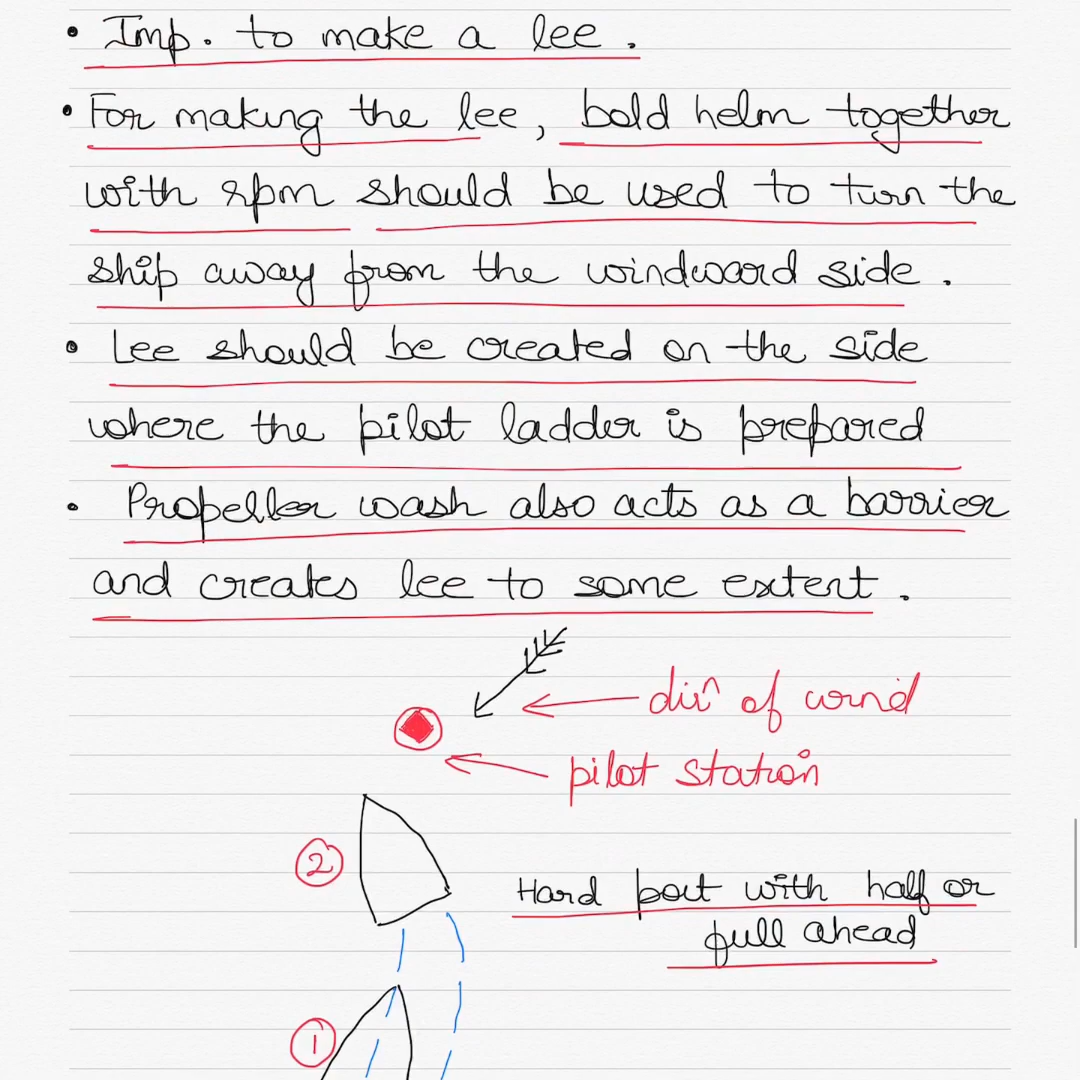 • Imp. to make a lee.
• For making the lee, bold helm together
with rpm should be used to turn the
ship away from the windward side.
• Lee should be created on the side
where the pilot ladder is prepared
• Propeller wash also acts as a barrier
and creates lee to some extent.
dirⁿ of wind
pilot station
2
Hard port with half or
full ahead
1